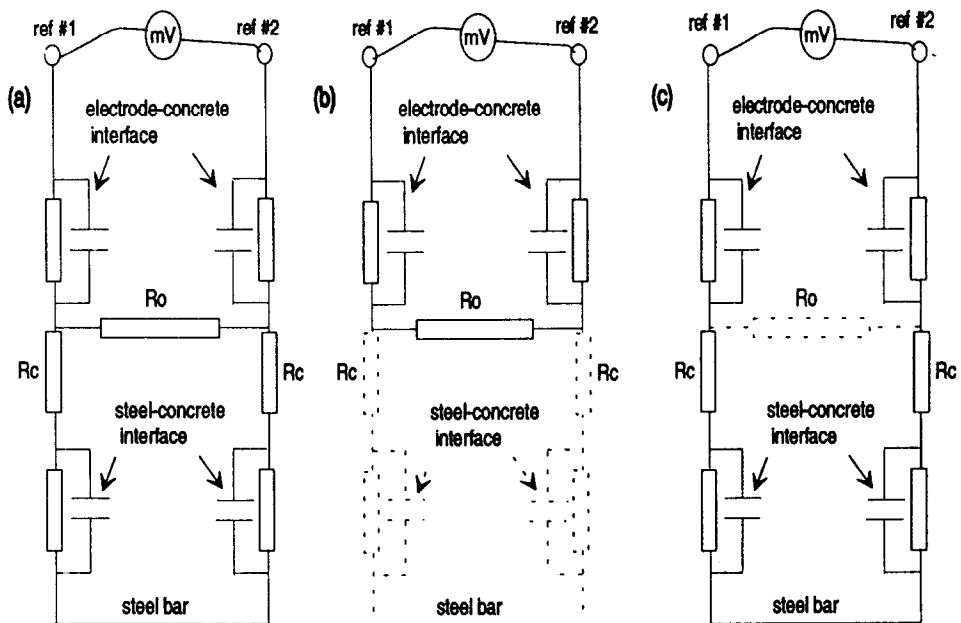 (a)
ref #1
mV
ref #2
electrode-concrete
interface
Ro
Rc
Rc
steel-concrete
interface
steel bar
(b)
ref #1
mV
ref #2
electrode-concrete
interface
Ro
Rc
Rc
steel-concrete
interface
steel bar
(c)
ref #1
mV
ref #2
electrode-concrete
interface
Ro
Rc
Rc
steel-concrete
interface
steel bar